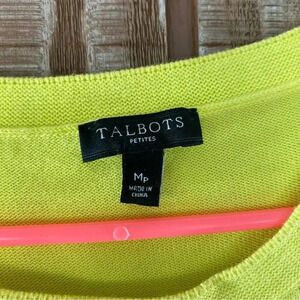 TALBOTS
PETITES
MP
MADE IN
CHINA